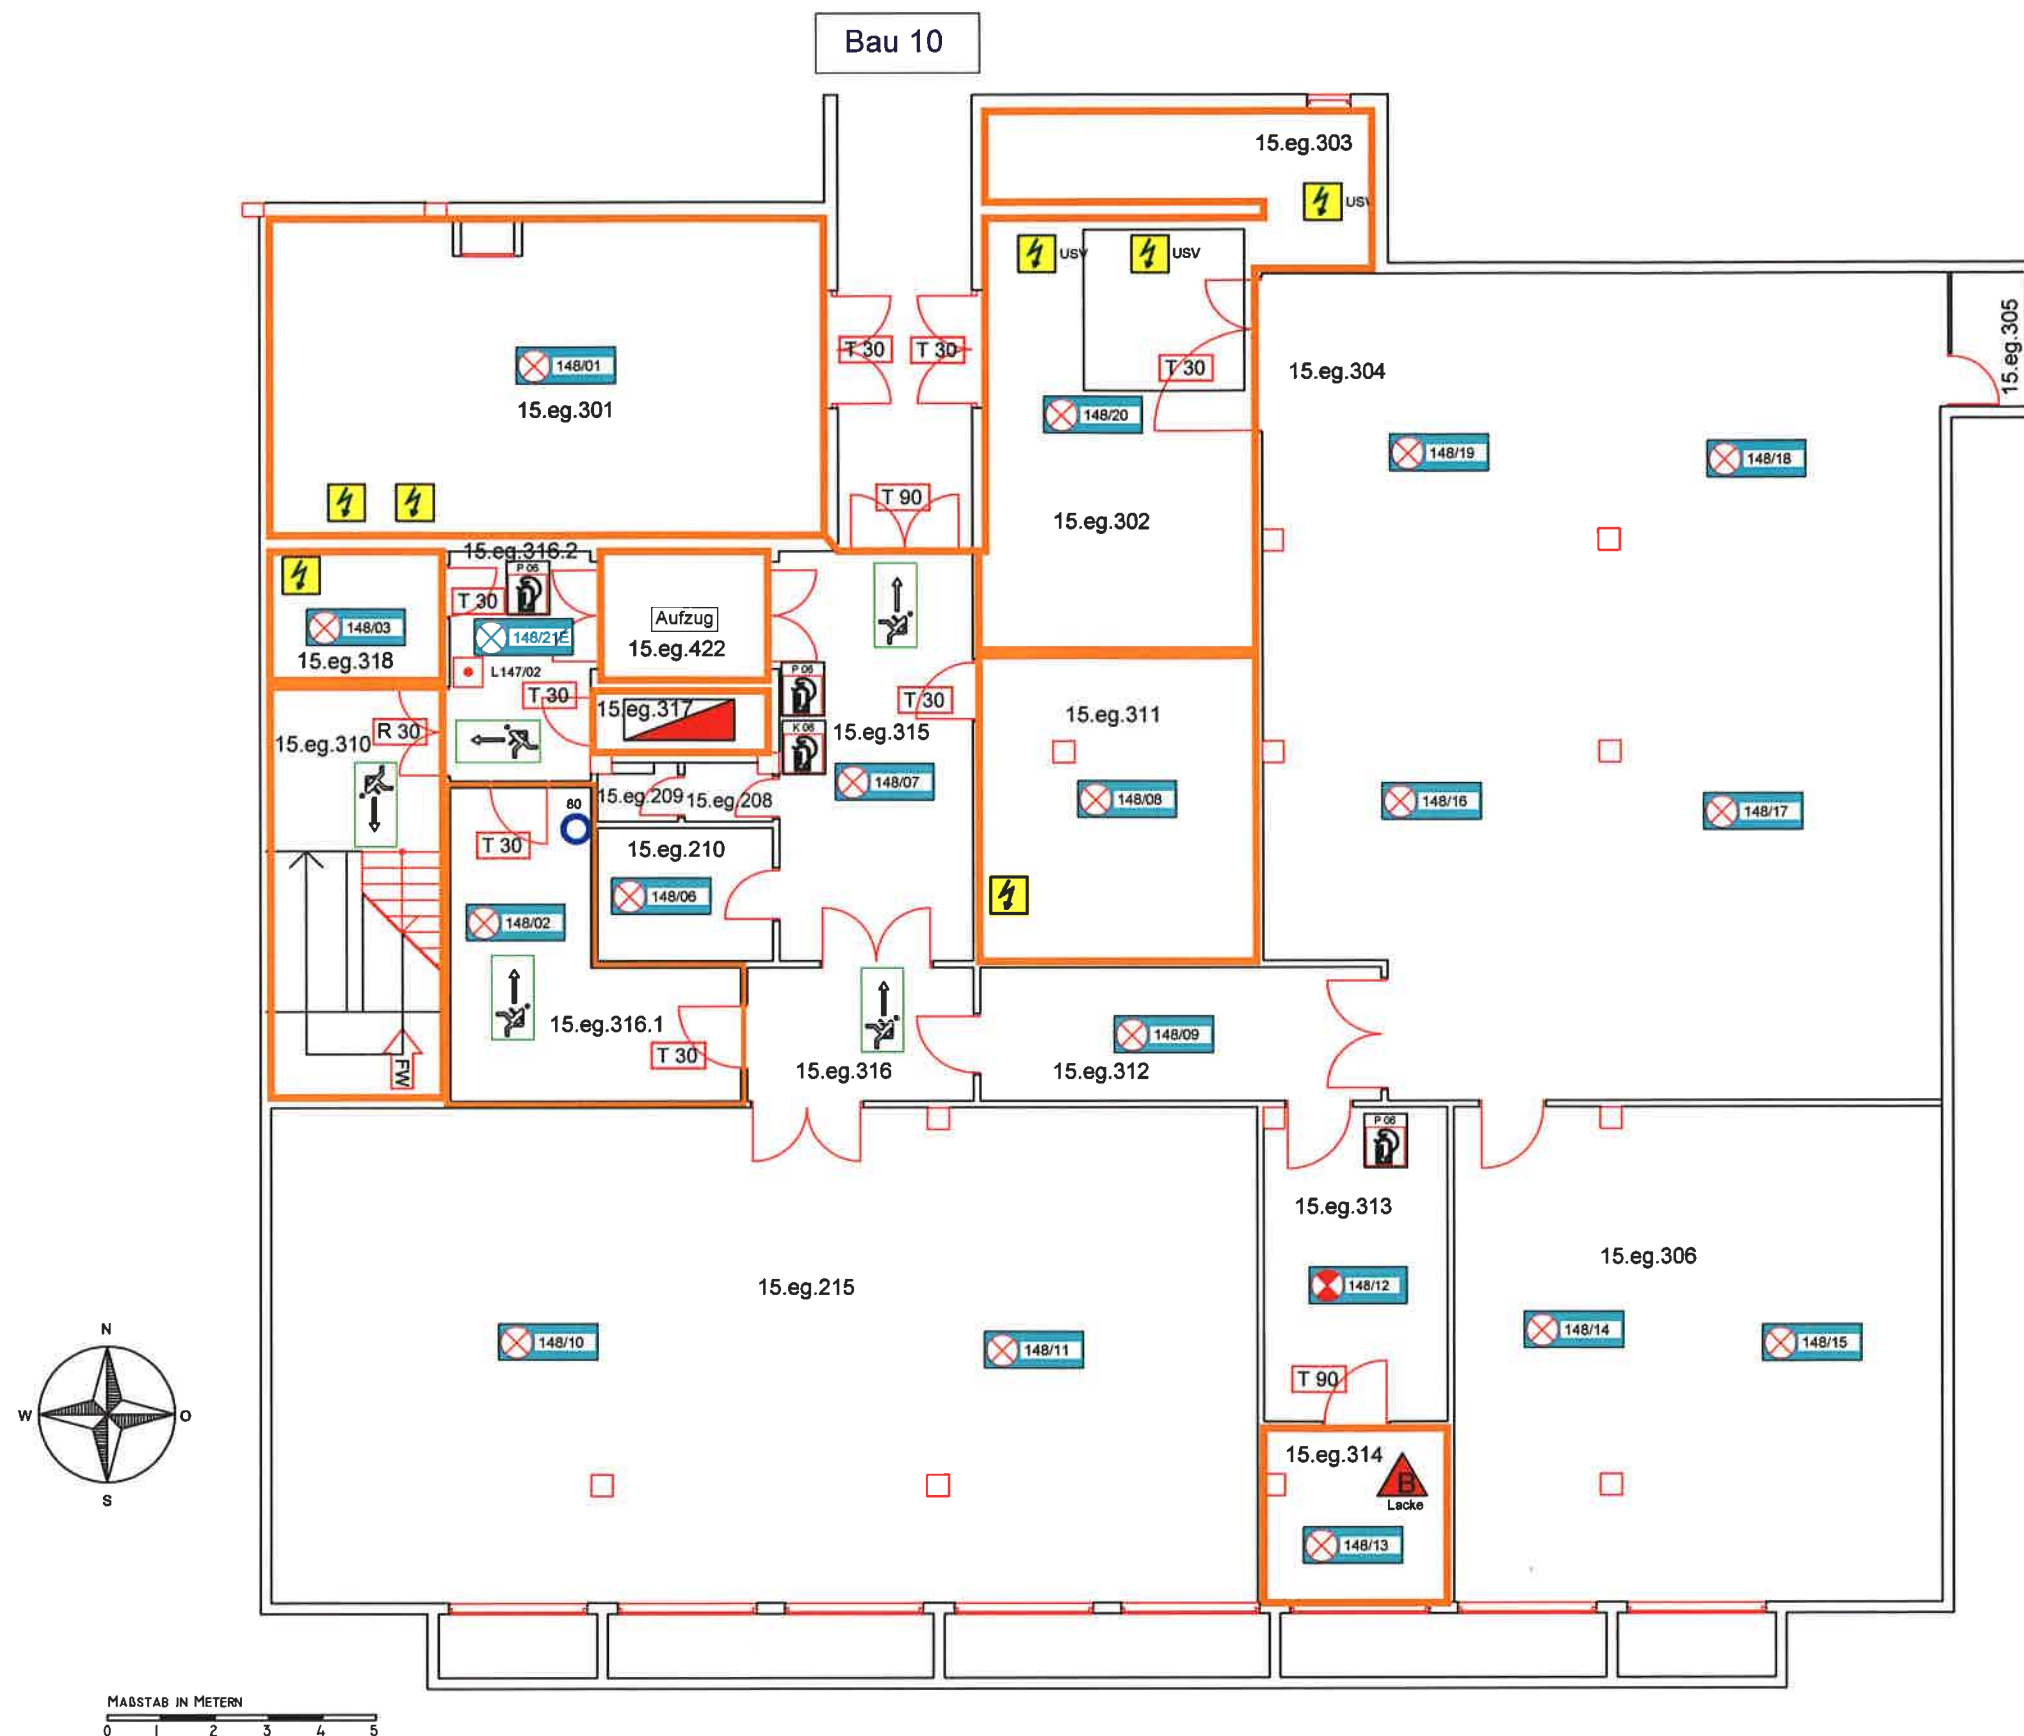 Bau 10
15.eg.303
USV
USV
USV
15.eg.305
T 30
T 30
T 30
15.eg.304
148/01
15.eg.301
148/20
148/19
148/18
T 90
15.eg.302
15.eg.316.2
P 06
T 30
Aufzug
148/03
148/21E
15.eg.422
15.eg.318
L147/02
P 06
T 30
T 30
15.eg.317
15.eg.311
R 30
K 06
15.eg.315
15.eg.310
148/07
148/08
148/16
148/17
15.eg.209
15.eg.208
80
T 30
15.eg.210
148/06
148/02
15.eg.316.1
148/09
T 30
15.eg.316
15.eg.312
FW
P 06
15.eg.313
15.eg.306
15.eg.215
148/12
148/10
148/11
148/14
148/15
N
W
O
S
T 90
15.eg.314
B
Lacke
148/13
MAßSTAB IN METERN
0 1 2 3 4 5